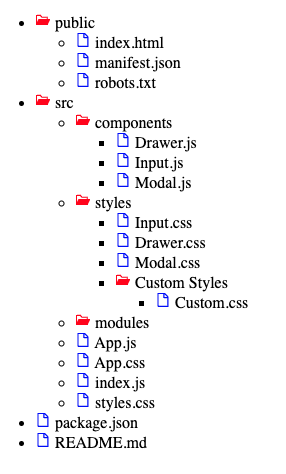 public
index.html
manifest.json
robots.txt
src
components
Drawer.js
Input.js
Modal.js
styles
Input.css
Drawer.css
Modal.css
Custom Styles
Custom.css
modules
App.js
App.css
index.js
styles.css
package.json
README.md